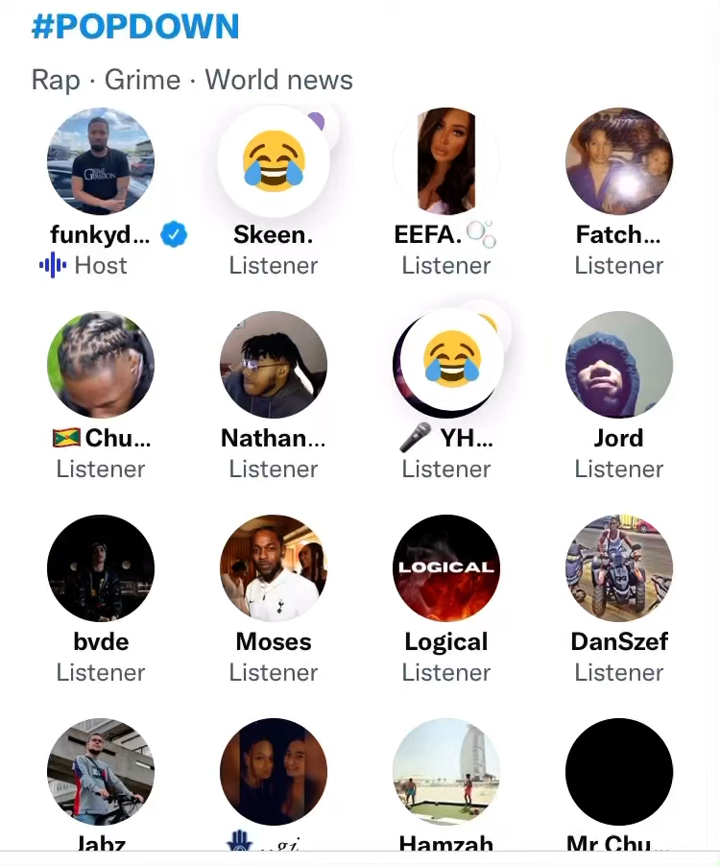 #POPDOWN
Rap · Grime · World news
funkyd... Skeen. EEFA.🫧 Fatch...
Host Listener Listener Listener
🇬🇩Chu... Nathan... 🎤 YH... Jord
Listener Listener Listener Listener
LOGICAL
bvde Moses Logical DanSzef
Listener Listener Listener Listener
Jabz Hamzah Mr Chu...